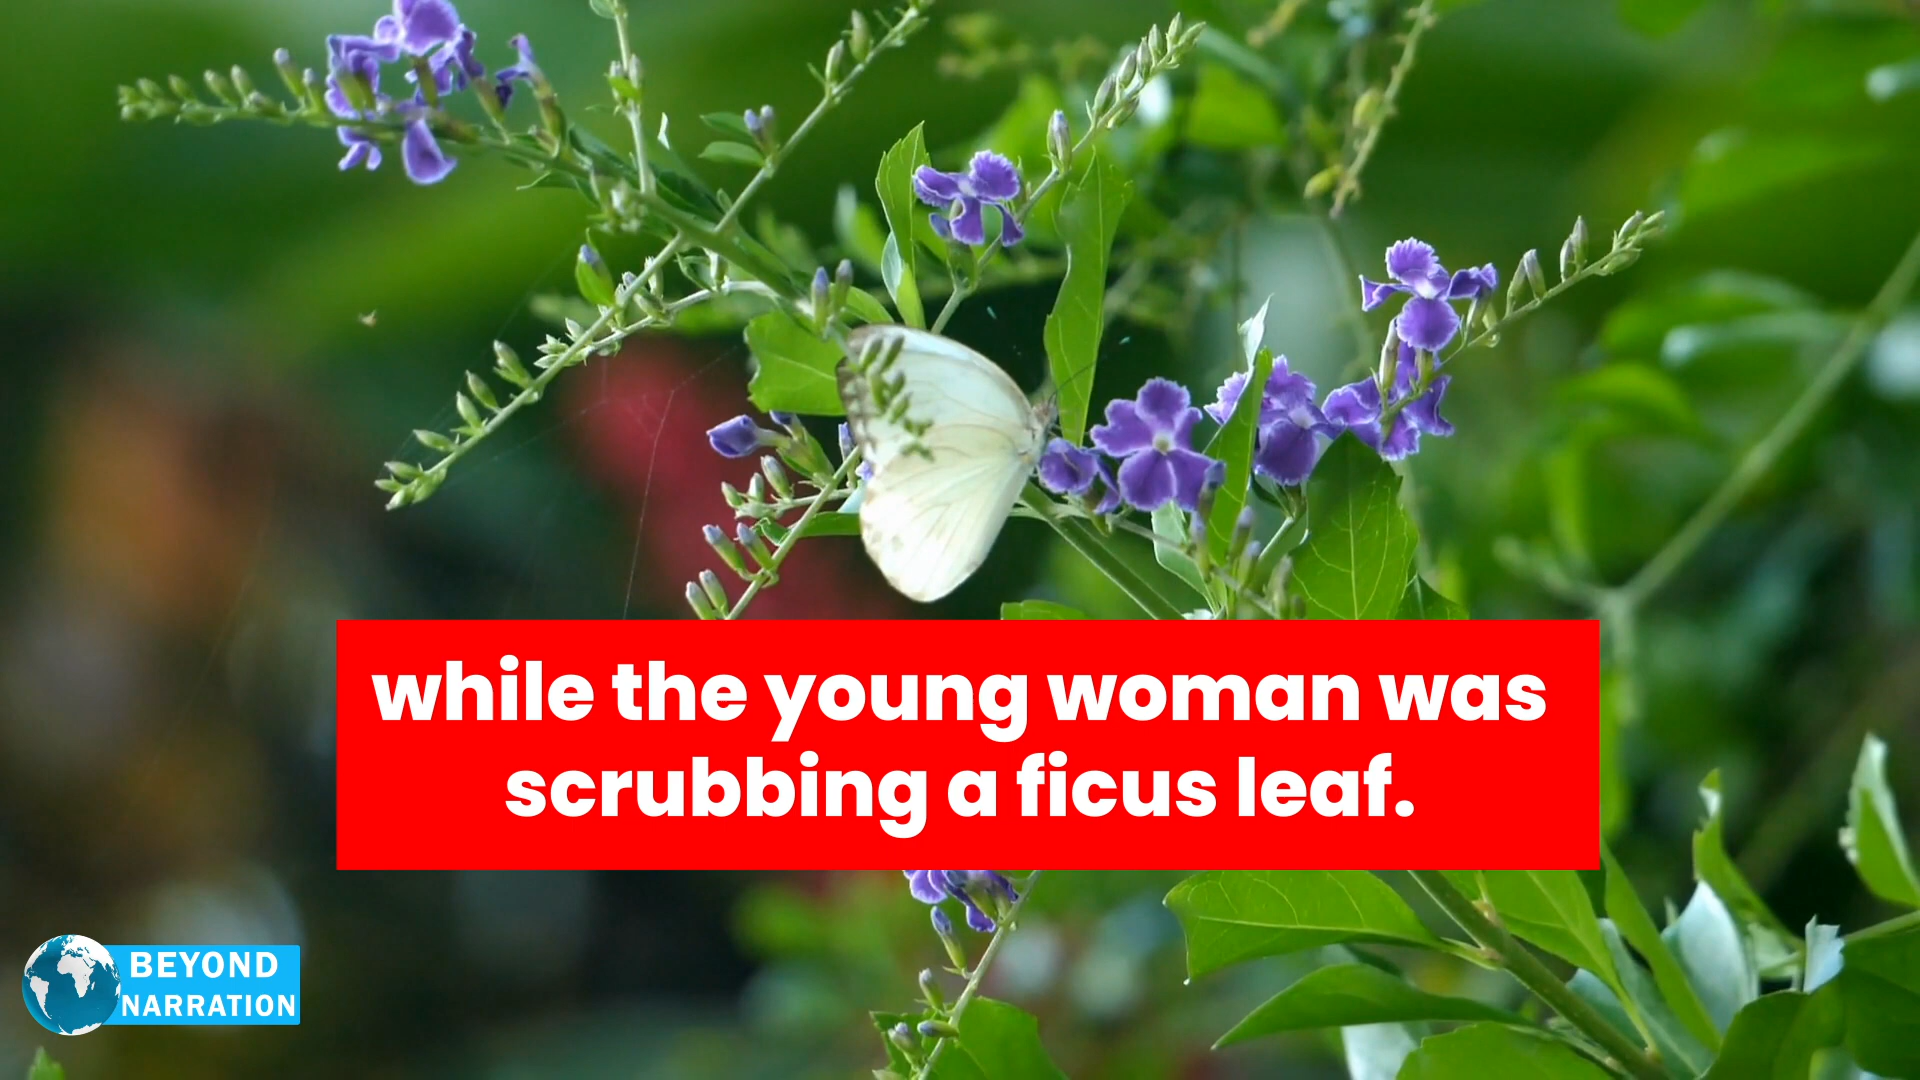 while the young woman was
scrubbing a ficus leaf.
BEYOND
NARRATION